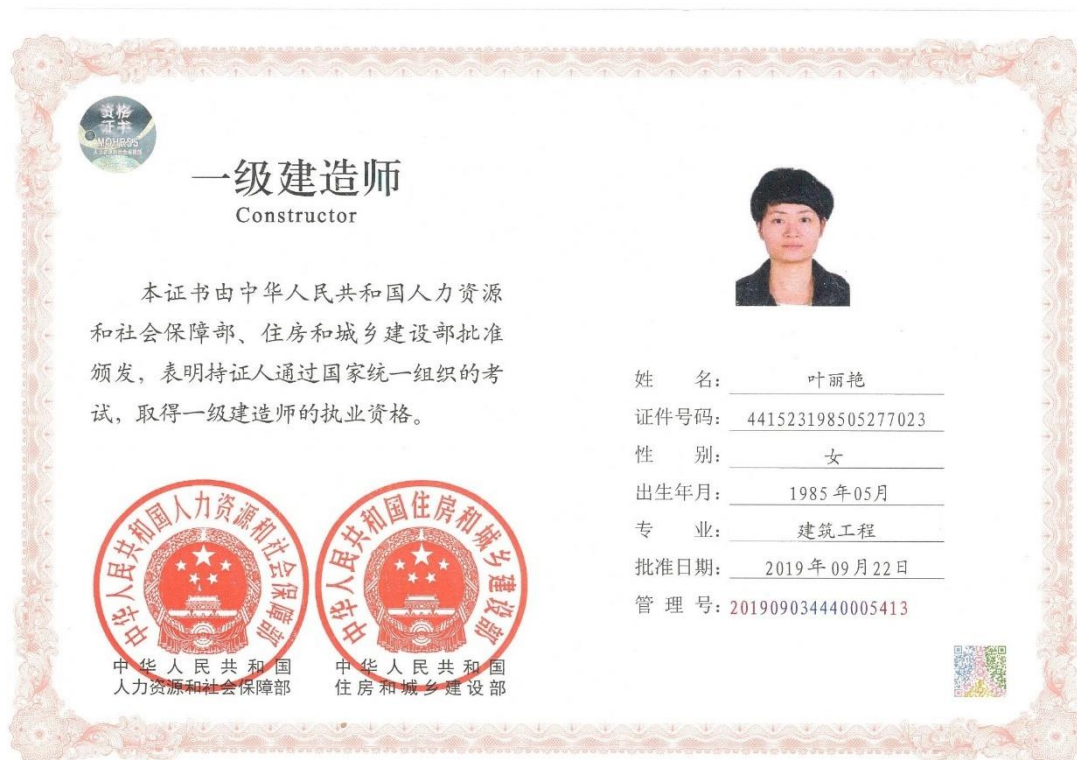 资格
证书
MOHRSS
一级建造师
Constructor
本证书由中华人民共和国人力资源
和社会保障部、住房和城乡建设部批准
颁发，表明持证人通过国家统一组织的考
试，取得一级建造师的执业资格。
中华人民共和国人力资源和社会保障部
中华人民共和国
人力资源和社会保障部
中华人民共和国住房和城乡建设部
中华人民共和国
住房和城乡建设部
姓 名：叶丽艳
证件号码：441523198505277023
性 别：女
出生年月：1985年05月
专 业：建筑工程
批准日期：2019年09月22日
管 理 号：201909034440005413